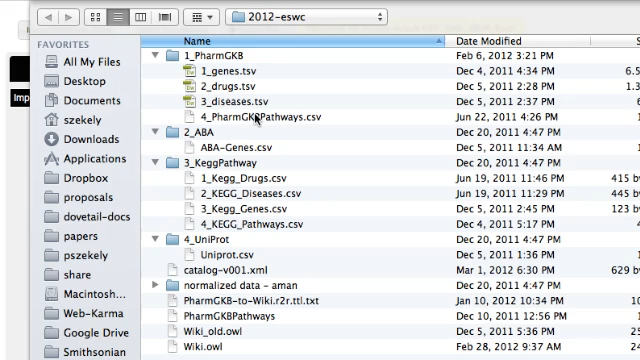 2012-eswc
Name Date Modified Si
FAVORITES
All My Files
Desktop
Documents
szekely
Downloads
Applications
Dropbox
proposals
dovetail-docs
papers
pszekely
share
Macintosh...
Web-Karma
Google Drive
Smithsonian
Imp
1_PharmGKB Feb 6, 2012 3:21 PM
1_genes.tsv Dec 4, 2011 4:34 PM 6.5
2_drugs.tsv Dec 5, 2011 2:28 PM 1.
3_diseases.tsv Dec 5, 2011 2:37 PM
4_PharmGKBPathways.csv Jun 22, 2011 4:26 PM
2_ABA Dec 20, 2011 4:47 PM
ABA-Genes.csv Dec 5, 2011 11:34 AM
3_KeggPathway Dec 20, 2011 4:47 PM
1_Kegg_Drugs.csv Jun 19, 2011 11:46 PM 415 b
2_KEGG_Diseases.csv Jun 19, 2011 11:29 PM 445 b
3_Kegg_Genes.csv Dec 5, 2011 2:45 PM 123 b
4_KEGG_Pathways.csv Dec 4, 2011 5:17 PM
4_UniProt Dec 20, 2011 4:47 PM
Uniprot.csv Dec 5, 2011 1:36 PM
catalog-v001.xml Mar 1, 2012 6:30 PM 629 b
normalized data - aman Dec 20, 2011 4:47 PM
PharmGKB-to-Wiki.r2r.ttl.txt Jan 10, 2012 10:34 PM
PharmGKBPathways Dec 10, 2011 12:56 PM
Wiki_old.owl Dec 5, 2011 5:36 PM
Wiki.owl Feb 28, 2012 9:37 AM